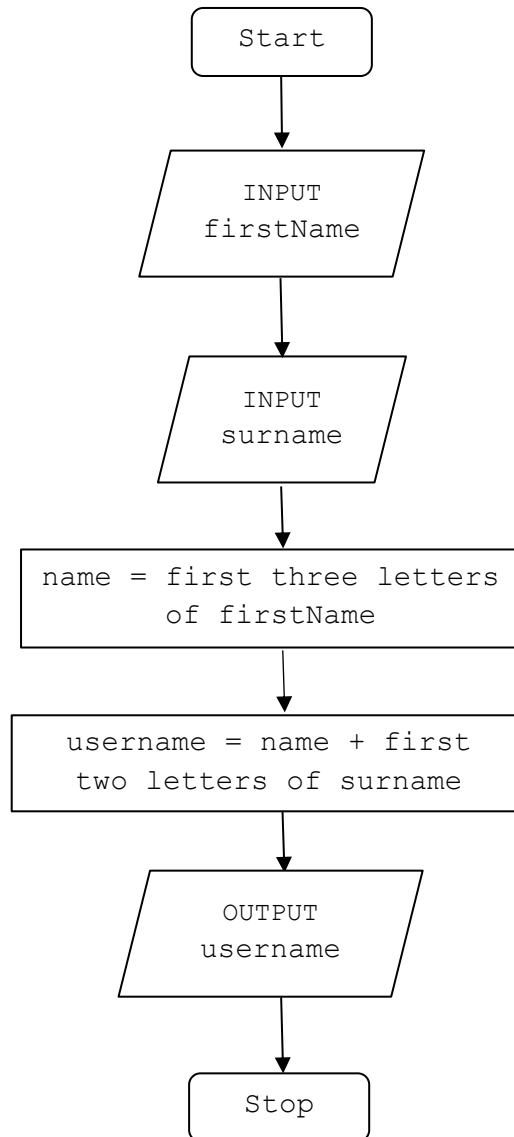 Start
INPUT
firstName
INPUT
surname
name = first three letters
of firstName
username = name + first
two letters of surname
OUTPUT
username
Stop